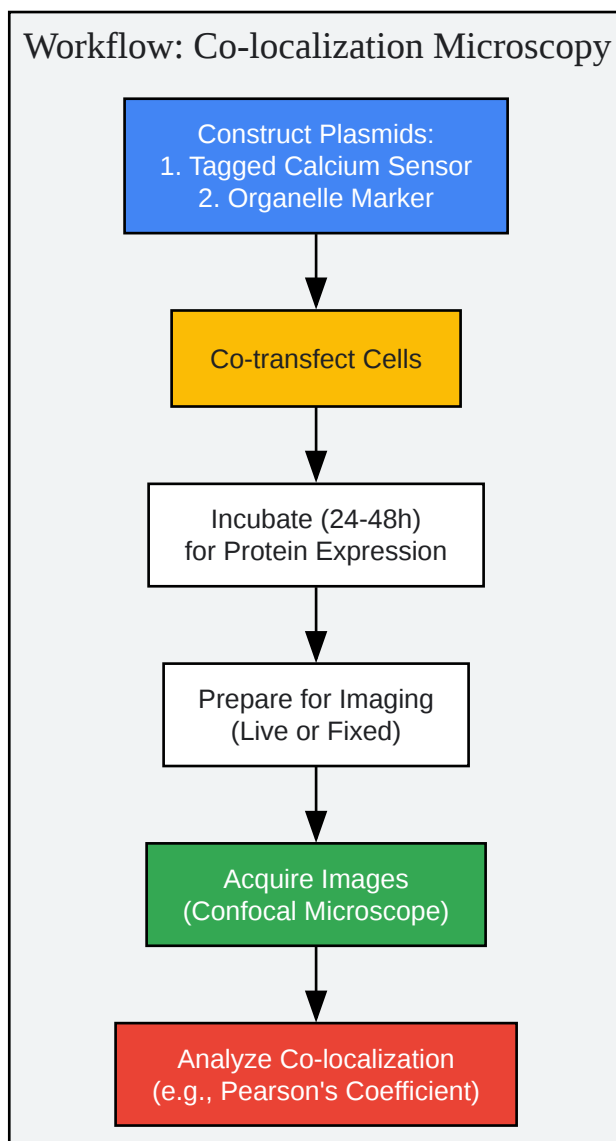 Workflow: Co-localization Microscopy
Construct Plasmids:
1. Tagged Calcium Sensor
2. Organelle Marker
Co-transfect Cells
Incubate (24-48h)
for Protein Expression
Prepare for Imaging
(Live or Fixed)
Acquire Images
(Confocal Microscope)
Analyze Co-localization
(e.g., Pearson's Coefficient)